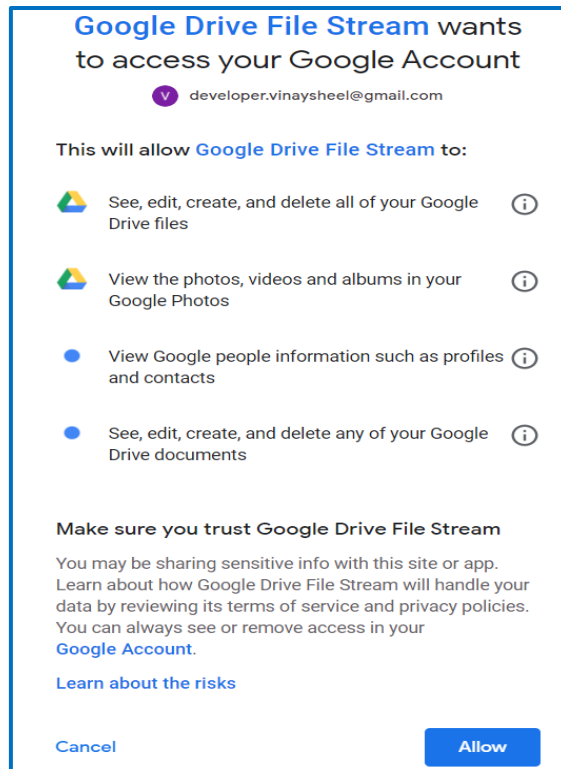 Google Drive File Stream wants
to access your Google Account
V developer.vinaysheel@gmail.com
This will allow Google Drive File Stream to:
See, edit, create, and delete all of your Google
Drive files
View the photos, videos and albums in your
Google Photos
View Google people information such as profiles
and contacts
See, edit, create, and delete any of your Google
Drive documents
Make sure you trust Google Drive File Stream
You may be sharing sensitive info with this site or app.
Learn about how Google Drive File Stream will handle your
data by reviewing its terms of service and privacy policies.
You can always see or remove access in your
Google Account.
Learn about the risks
Cancel Allow